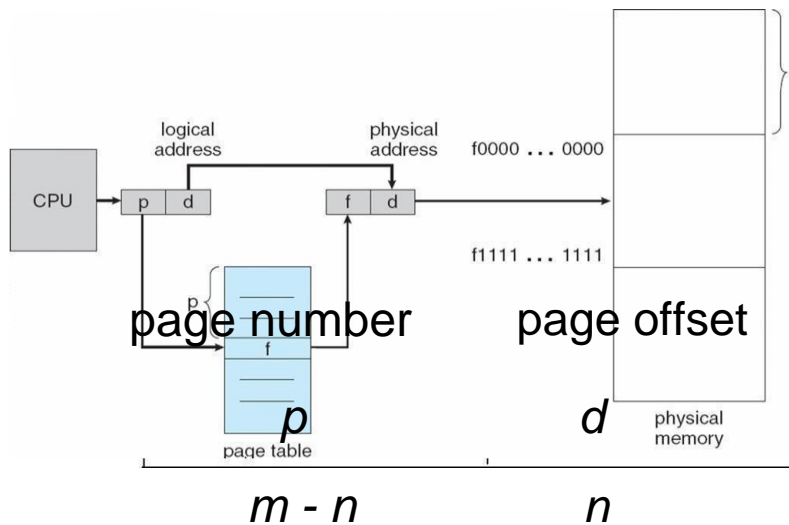 logical
address
physical
address
f0000 ... 0000
CPU
p d
f d
f1111 ... 1111
p
page number
page offset
f
p
d
physical
memory
page table
m - n
n